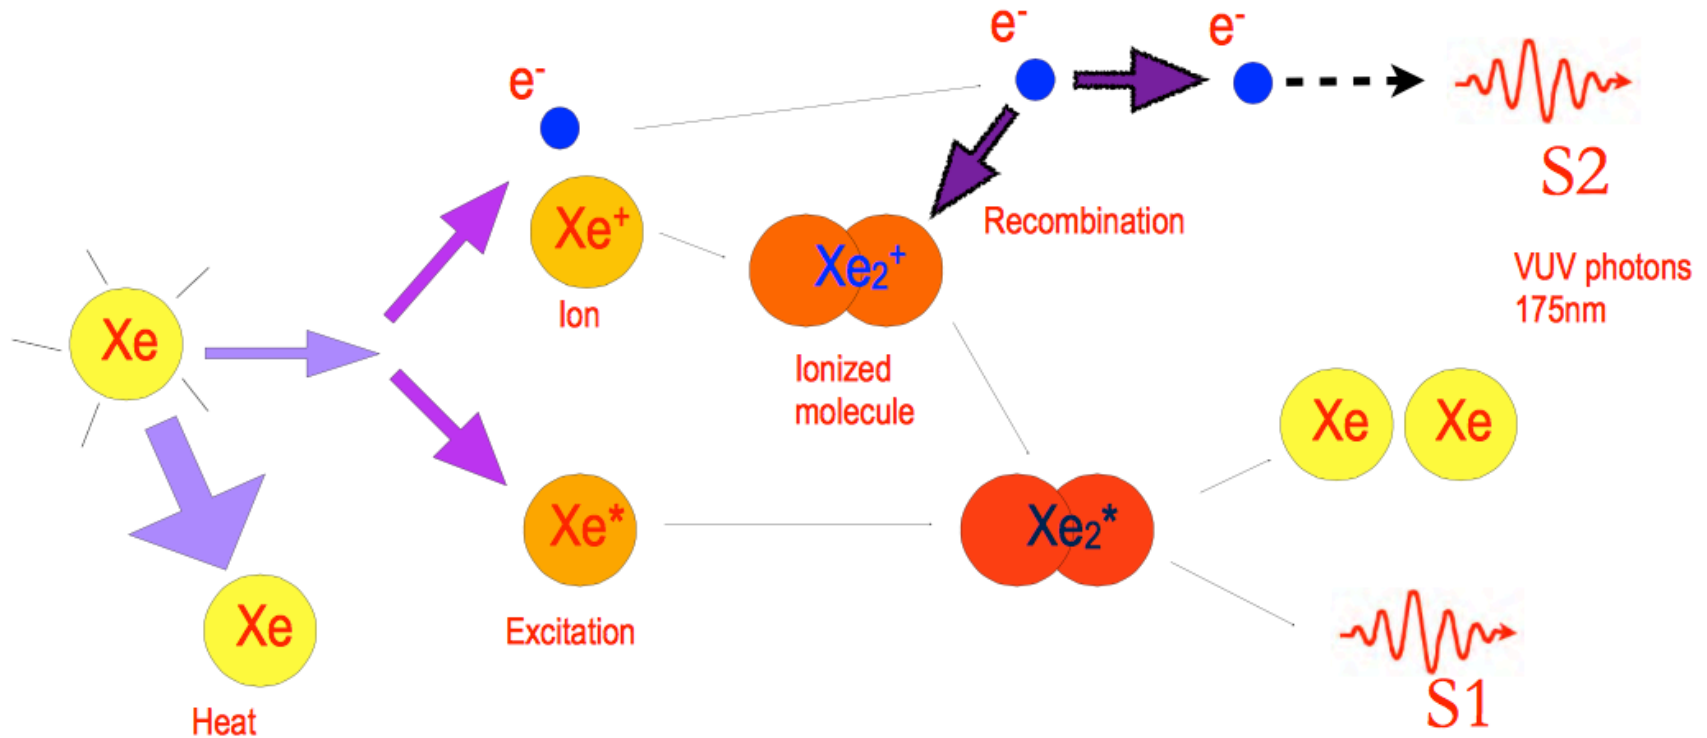 e⁻
e⁻
e⁻
S2
Xe⁺
Recombination
Xe₂⁺
VUV photons
175nm
Ion
Xe
Ionized
molecule
Xe Xe
Xe*
Xe₂*
Xe
Excitation
S1
Heat